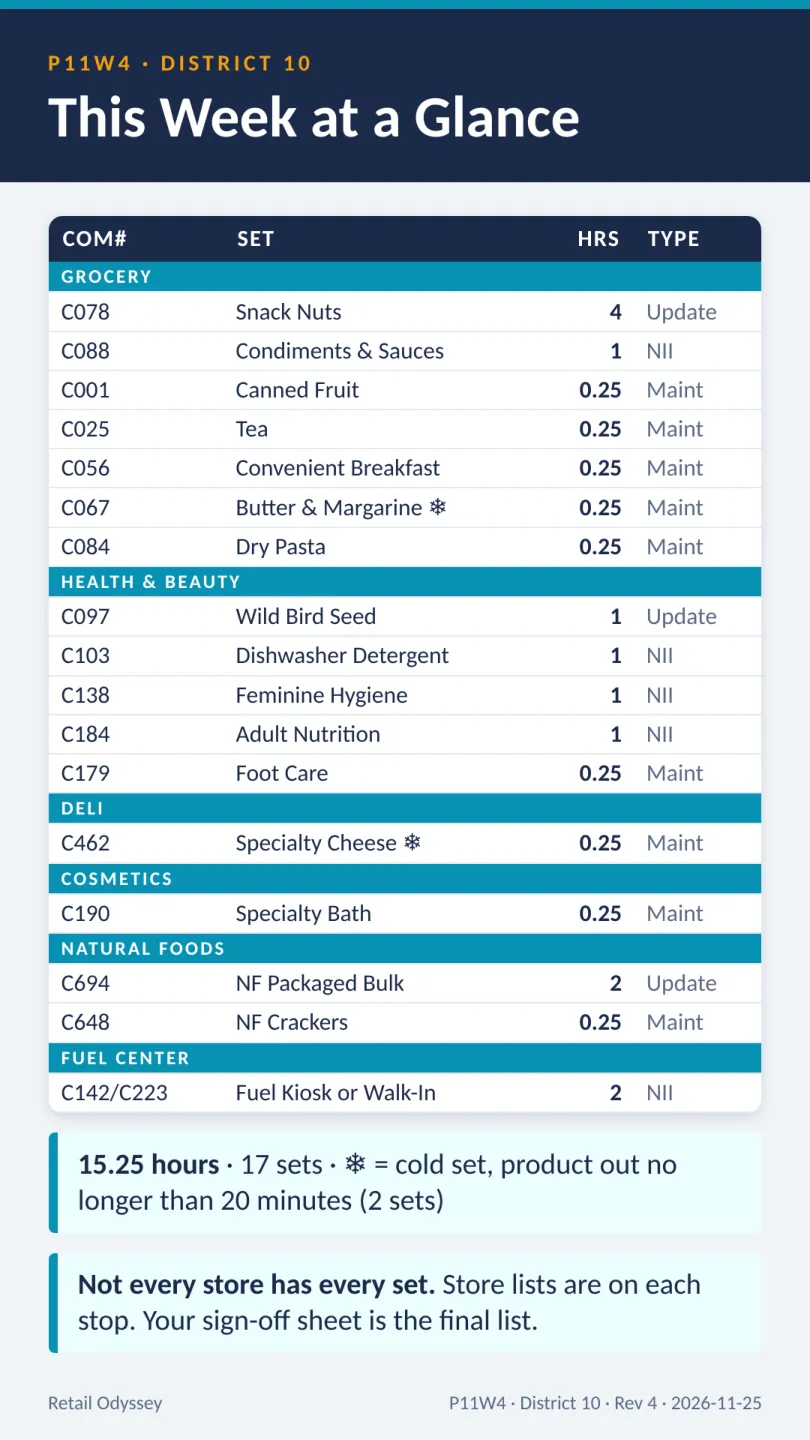 P11W4 · DISTRICT 10
This Week at a Glance
COM# SET HRS TYPE
GROCERY
C078 Snack Nuts 4 Update
C088 Condiments & Sauces 1 NII
C001 Canned Fruit 0.25 Maint
C025 Tea 0.25 Maint
C056 Convenient Breakfast 0.25 Maint
C067 Butter & Margarine ❄ 0.25 Maint
C084 Dry Pasta 0.25 Maint
HEALTH & BEAUTY
C097 Wild Bird Seed 1 Update
C103 Dishwasher Detergent 1 NII
C138 Feminine Hygiene 1 NII
C184 Adult Nutrition 1 NII
C179 Foot Care 0.25 Maint
DELI
C462 Specialty Cheese ❄ 0.25 Maint
COSMETICS
C190 Specialty Bath 0.25 Maint
NATURAL FOODS
C694 NF Packaged Bulk 2 Update
C648 NF Crackers 0.25 Maint
FUEL CENTER
C142/C223 Fuel Kiosk or Walk-In 2 NII
15.25 hours · 17 sets · ❄ = cold set, product out no
longer than 20 minutes (2 sets)
Not every store has every set. Store lists are on each
stop. Your sign-off sheet is the final list.
Retail Odyssey P11W4 · District 10 · Rev 4 · 2026-11-25